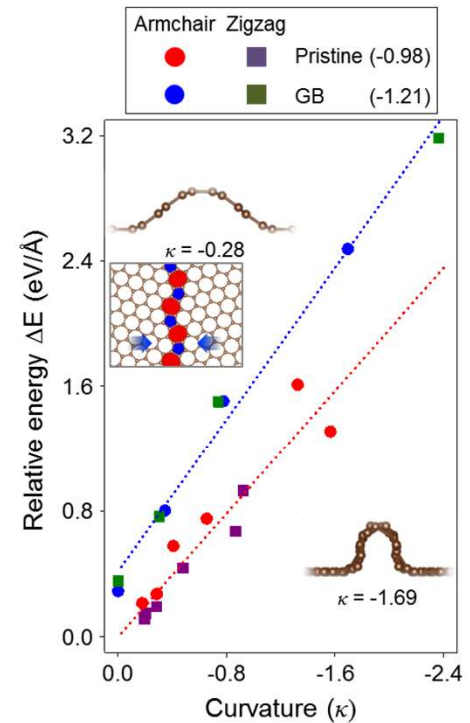 Armchair Zigzag
Pristine (-0.98)
GB (-1.21)
3.2
2.4
1.6
0.8
0.0
Relative energy ΔE (eV/Å)
κ = -0.28
κ = -1.69
0.0 -0.8 -1.6 -2.4
Curvature (κ)